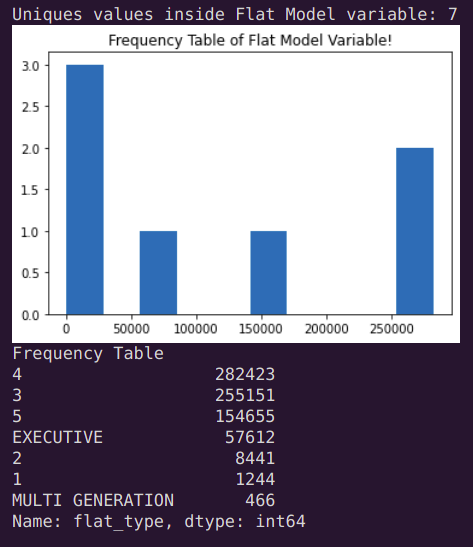 Uniques values inside Flat Model variable: 7
Frequency Table of Flat Model Variable!
3.0
2.5
2.0
1.5
1.0
0.5
0.0
0 50000 100000 150000 200000 250000
Frequency Table
4 282423
3 255151
5 154655
EXECUTIVE 57612
2 8441
1 1244
MULTI GENERATION 466
Name: flat_type, dtype: int64